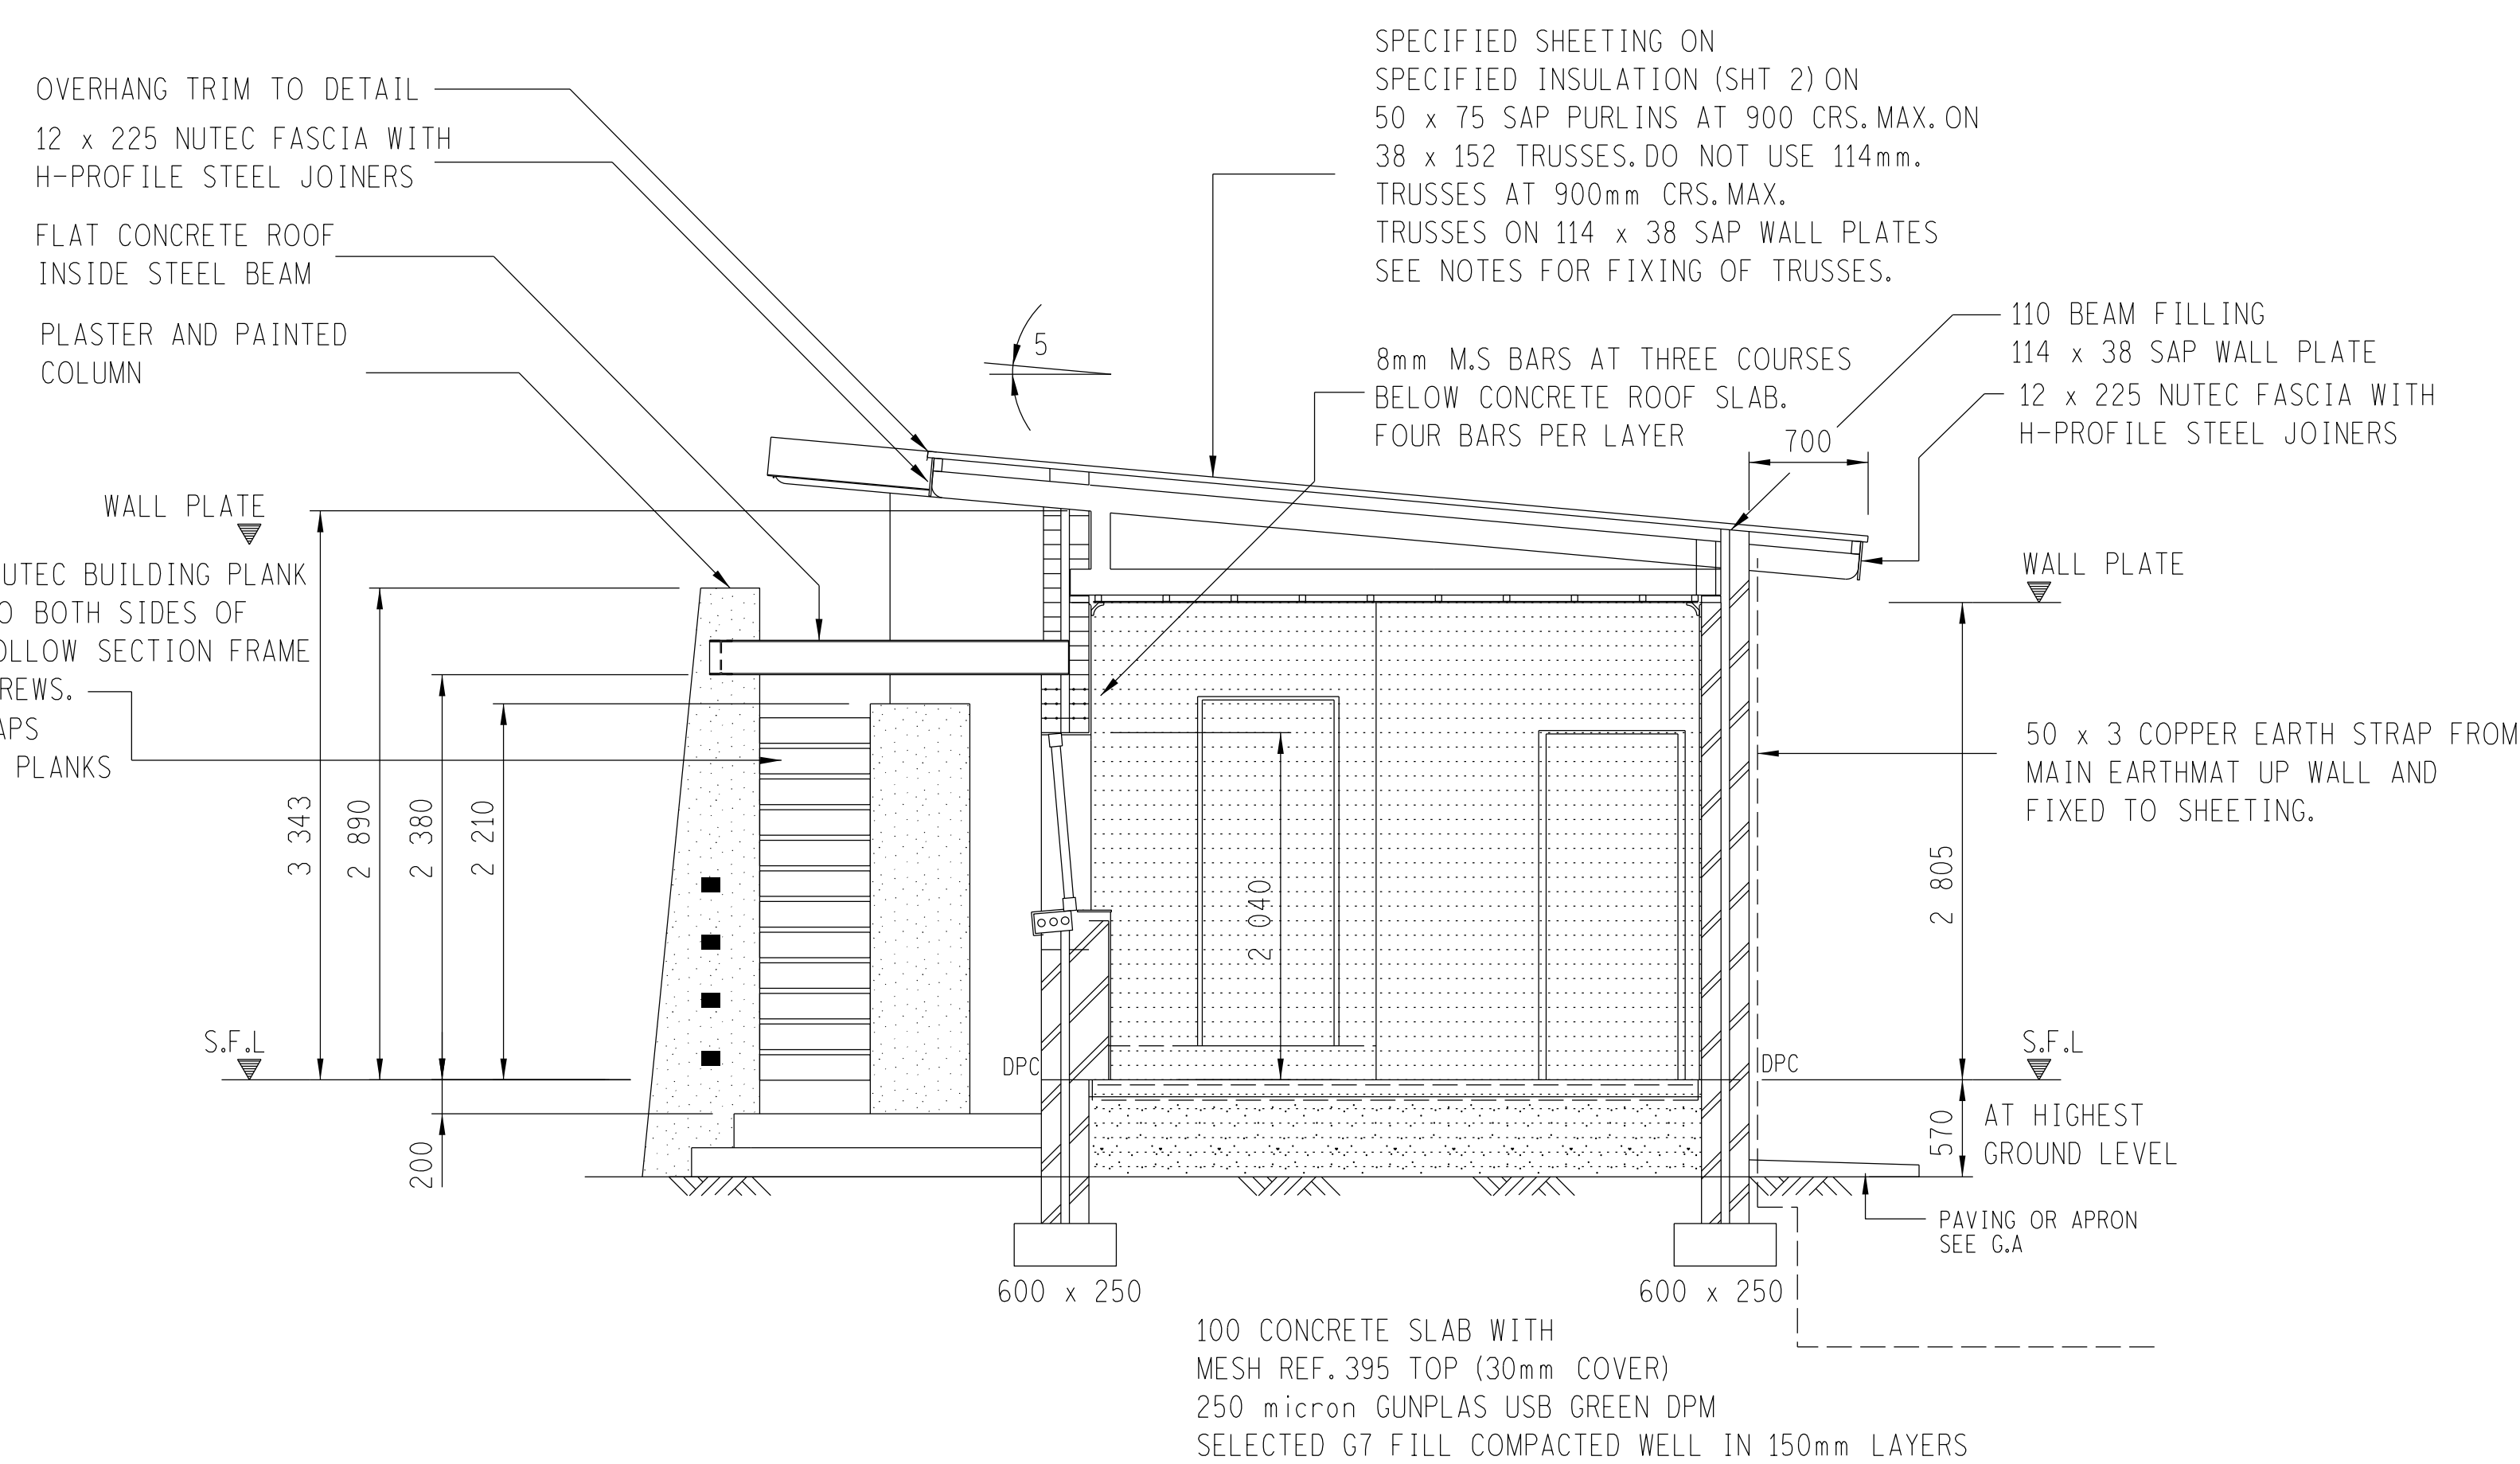 OVERHANG TRIM TO DETAIL
12 x 225 NUTEC FASCIA WITH
H-PROFILE STEEL JOINERS
FLAT CONCRETE ROOF
INSIDE STEEL BEAM
PLASTER AND PAINTED
COLUMN
WALL PLATE
UTEC BUILDING PLANK
O BOTH SIDES OF
OLLOW SECTION FRAME
REWS.
APS
PLANKS
3 343
2 890
2 380
2 210
S.F.L
200
5
SPECIFIED SHEETING ON
SPECIFIED INSULATION (SHT 2) ON
50 x 75 SAP PURLINS AT 900 CRS.MAX.ON
38 x 152 TRUSSES.DO NOT USE 114mm.
TRUSSES AT 900mm CRS.MAX.
TRUSSES ON 114 x 38 SAP WALL PLATES
SEE NOTES FOR FIXING OF TRUSSES.
8mm M.S BARS AT THREE COURSES
BELOW CONCRETE ROOF SLAB.
FOUR BARS PER LAYER
110 BEAM FILLING
114 x 38 SAP WALL PLATE
12 x 225 NUTEC FASCIA WITH
H-PROFILE STEEL JOINERS
700
WALL PLATE
50 x 3 COPPER EARTH STRAP FROM
MAIN EARTHMAT UP WALL AND
FIXED TO SHEETING.
2 040
2 805
DPC
DPC
S.F.L
570
AT HIGHEST
GROUND LEVEL
PAVING OR APRON
SEE G.A
600 x 250
600 x 250
100 CONCRETE SLAB WITH
MESH REF.395 TOP (30mm COVER)
250 micron GUNPLAS USB GREEN DPM
SELECTED G7 FILL COMPACTED WELL IN 150mm LAYERS